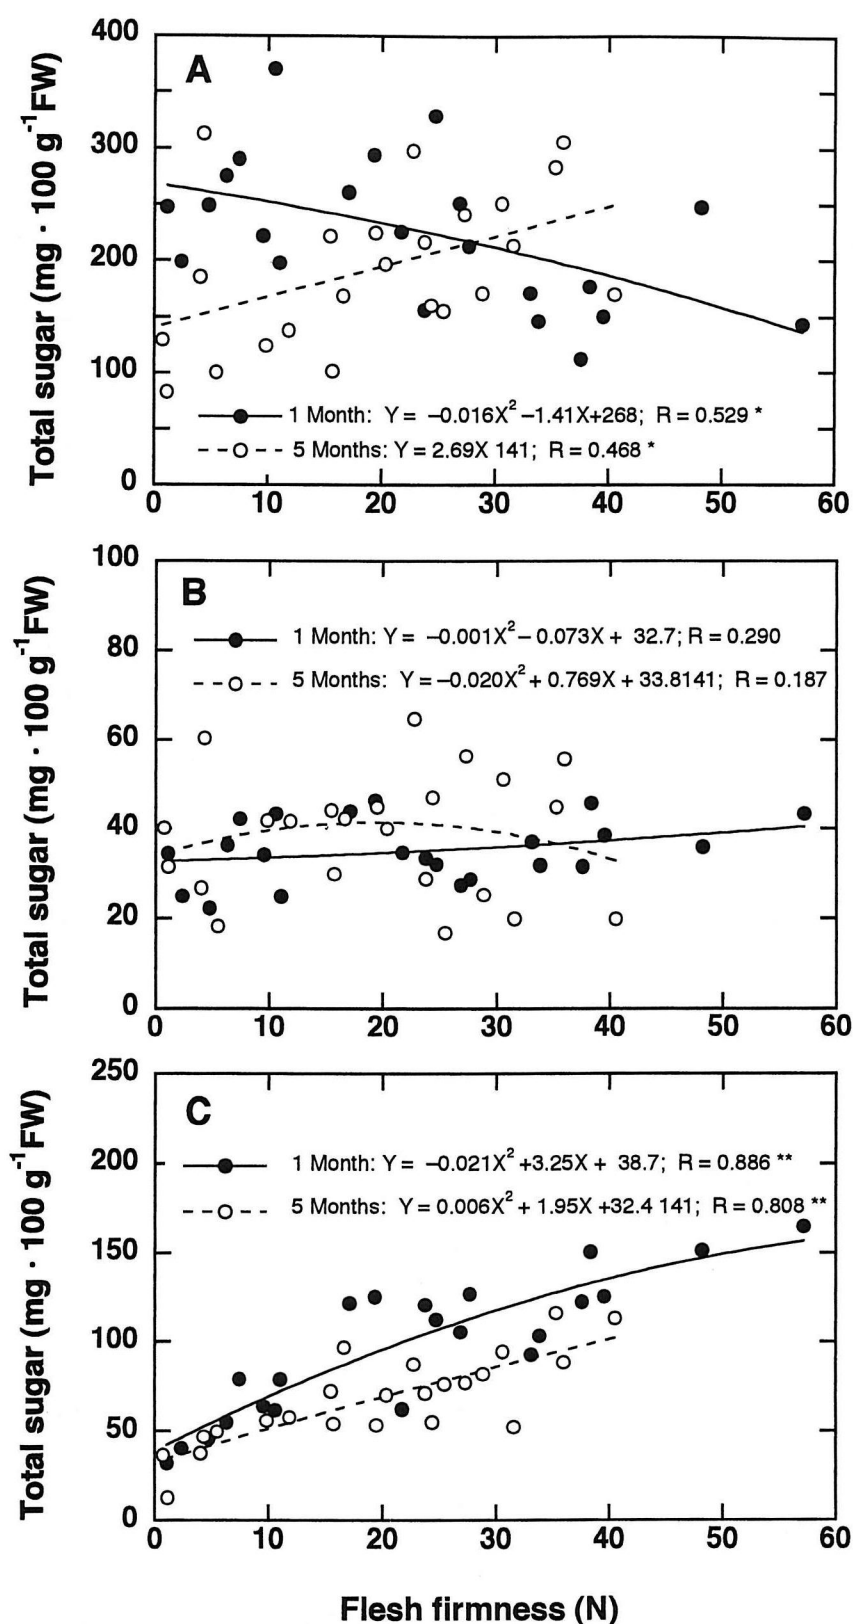 400
300
200
100
0
Total sugar (mg · 100 g⁻¹FW)
A
1 Month: Y = −0.016X² −1.41X+268; R = 0.529 *
5 Months: Y = 2.69X 141; R = 0.468 *
0 10 20 30 40 50 60
100
80
60
40
20
0
Total sugar (mg · 100 g⁻¹FW)
B
1 Month: Y = −0.001X² − 0.073X + 32.7; R = 0.290
5 Months: Y = −0.020X² + 0.769X + 33.8141; R = 0.187
0 10 20 30 40 50 60
250
200
150
100
50
0
Total sugar (mg · 100 g⁻¹FW)
C
1 Month: Y = −0.021X² +3.25X + 38.7; R = 0.886 **
5 Months: Y = 0.006X² + 1.95X +32.4 141; R = 0.808 **
0 10 20 30 40 50 60
Flesh firmness (N)